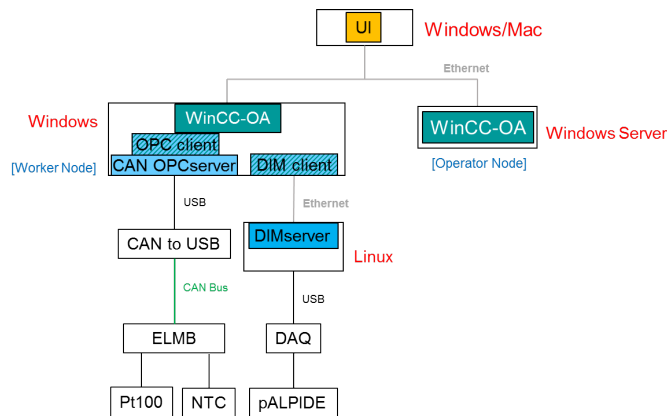 UI
Windows/Mac
Ethernet
Windows
WinCC-OA
WinCC-OA
Windows Server
OPC client
[Worker Node]
CAN OPCserver
DIM client
[Operator Node]
USB
Ethernet
CAN to USB
DIMserver
Linux
CAN Bus
USB
ELMB
DAQ
Pt100
NTC
pALPIDE